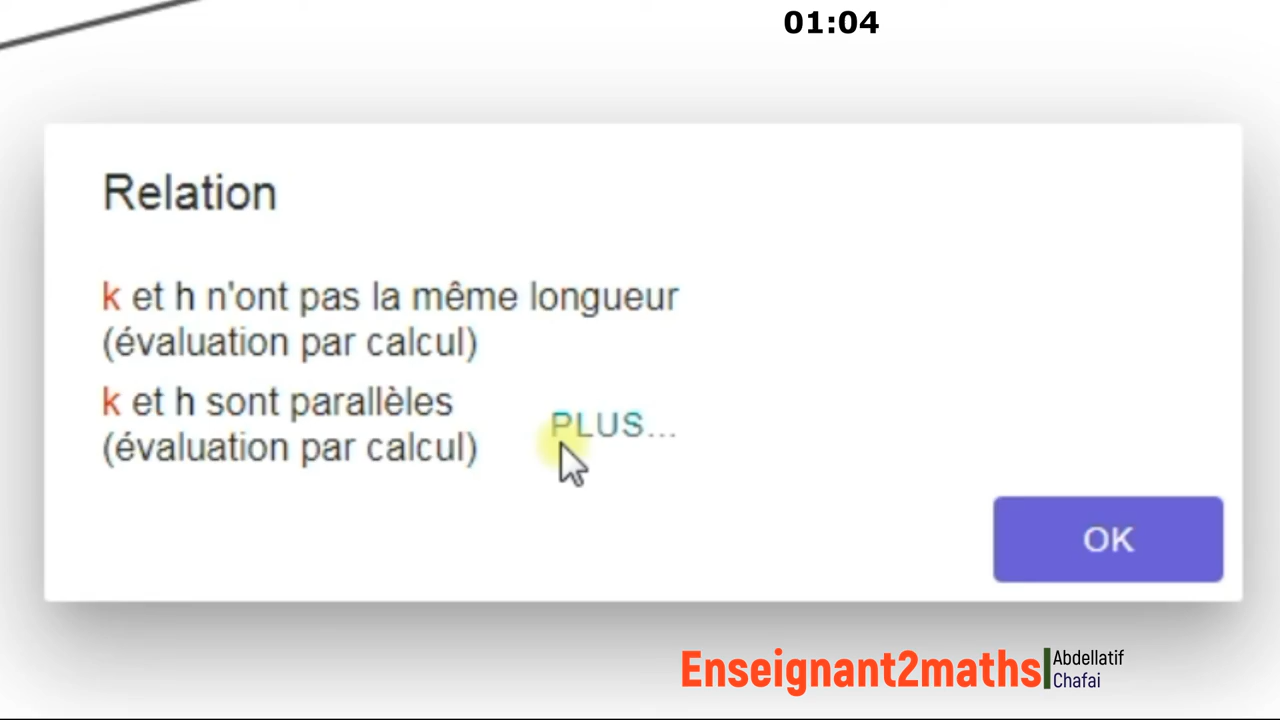 01:04
Relation
k et h n'ont pas la même longueur
(évaluation par calcul)
k et h sont parallèles
(évaluation par calcul)
PLUS...
OK
Enseignant2maths
Abdellatif
Chafai